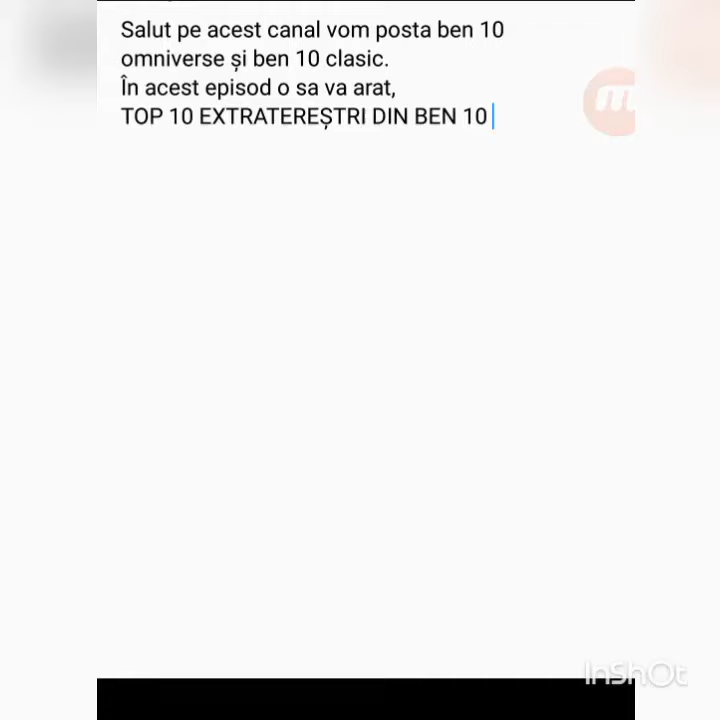 Salut pe acest canal vom posta ben 10
omniverse și ben 10 clasic.
În acest episod o sa va arat,
TOP 10 EXTRATEREȘTRI DIN BEN 10
InShOt